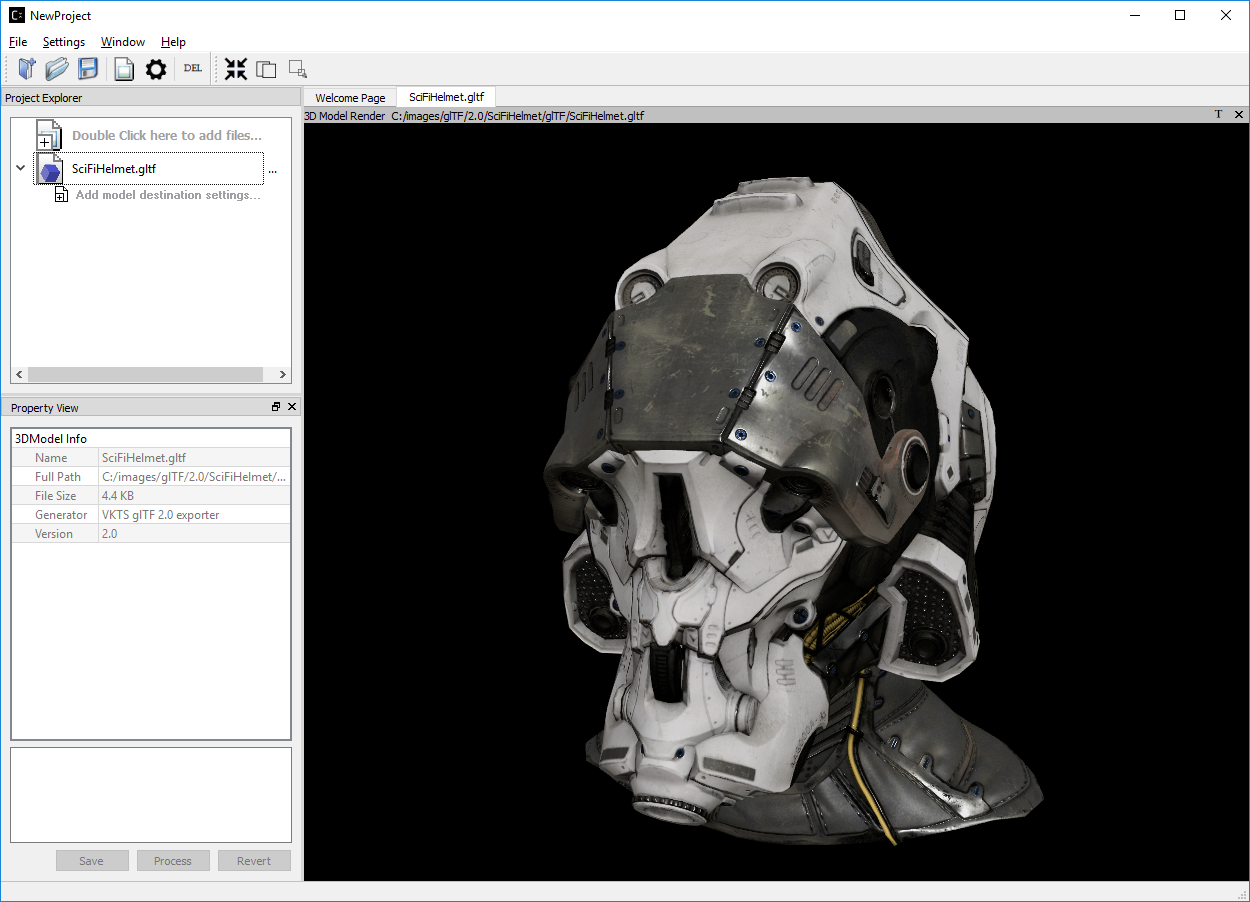 C:
NewProject
File Settings Window Help
DEL
Project Explorer
Welcome Page SciFiHelmet.gltf
3D Model Render C:/images/glTF/2.0/SciFiHelmet/glTF/SciFiHelmet.gltf T
Double Click here to add files...
SciFiHelmet.gltf ...
Add model destination settings...
Property View
3DModel Info
Name SciFiHelmet.gltf
Full Path C:/images/glTF/2.0/SciFiHelmet/...
File Size 4.4 KB
Generator VKTS glTF 2.0 exporter
Version 2.0
Save Process Revert